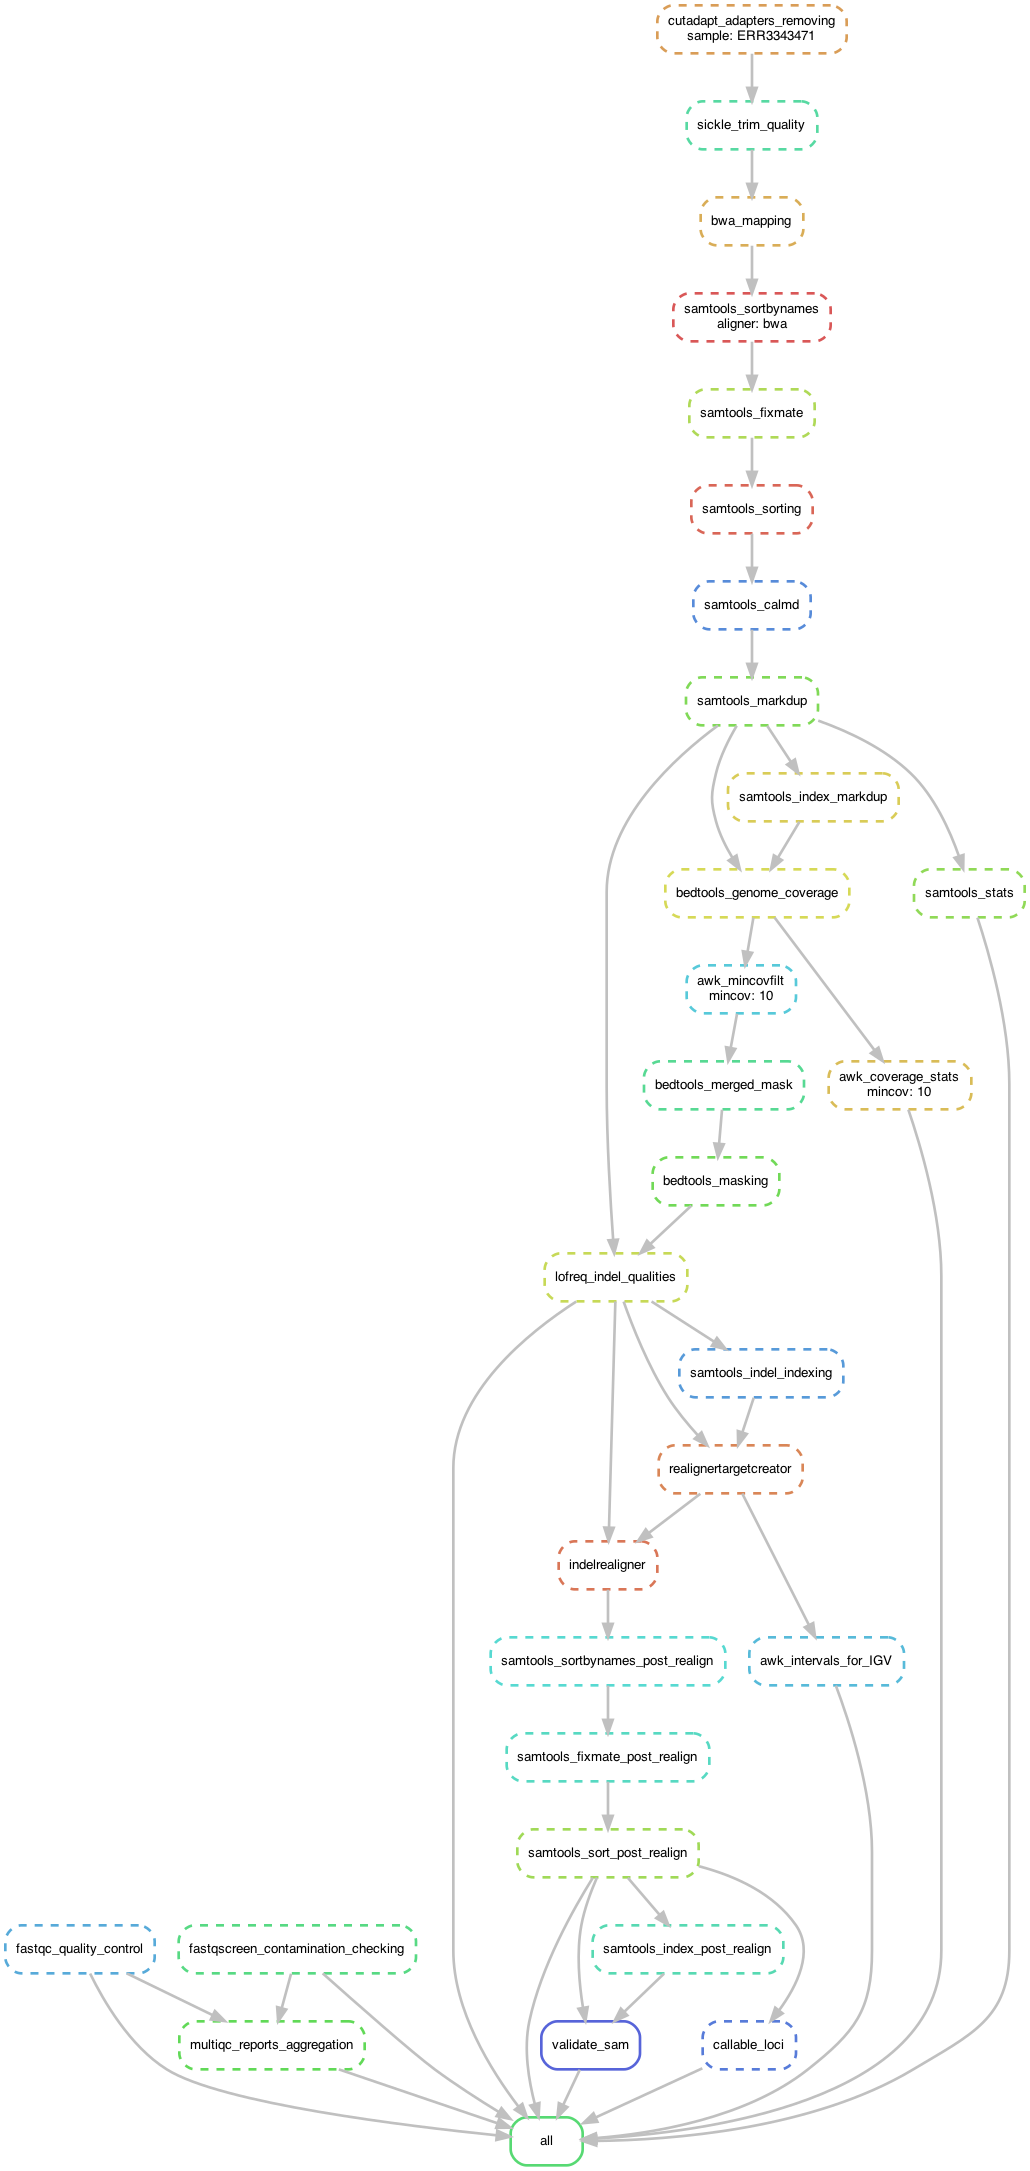 cutadapt_adapters_removing
sample: ERR3343471
sickle_trim_quality
bwa_mapping
samtools_sortbynames
aligner: bwa
samtools_fixmate
samtools_sorting
samtools_calmd
samtools_markdup
samtools_index_markdup
bedtools_genome_coverage
samtools_stats
awk_mincovfilt
mincov: 10
bedtools_merged_mask
awk_coverage_stats
mincov: 10
bedtools_masking
lofreq_indel_qualities
samtools_indel_indexing
realignertargetcreator
indelrealigner
samtools_sortbynames_post_realign
awk_intervals_for_IGV
samtools_fixmate_post_realign
samtools_sort_post_realign
fastqc_quality_control
fastqscreen_contamination_checking
samtools_index_post_realign
multiqc_reports_aggregation
validate_sam
callable_loci
all